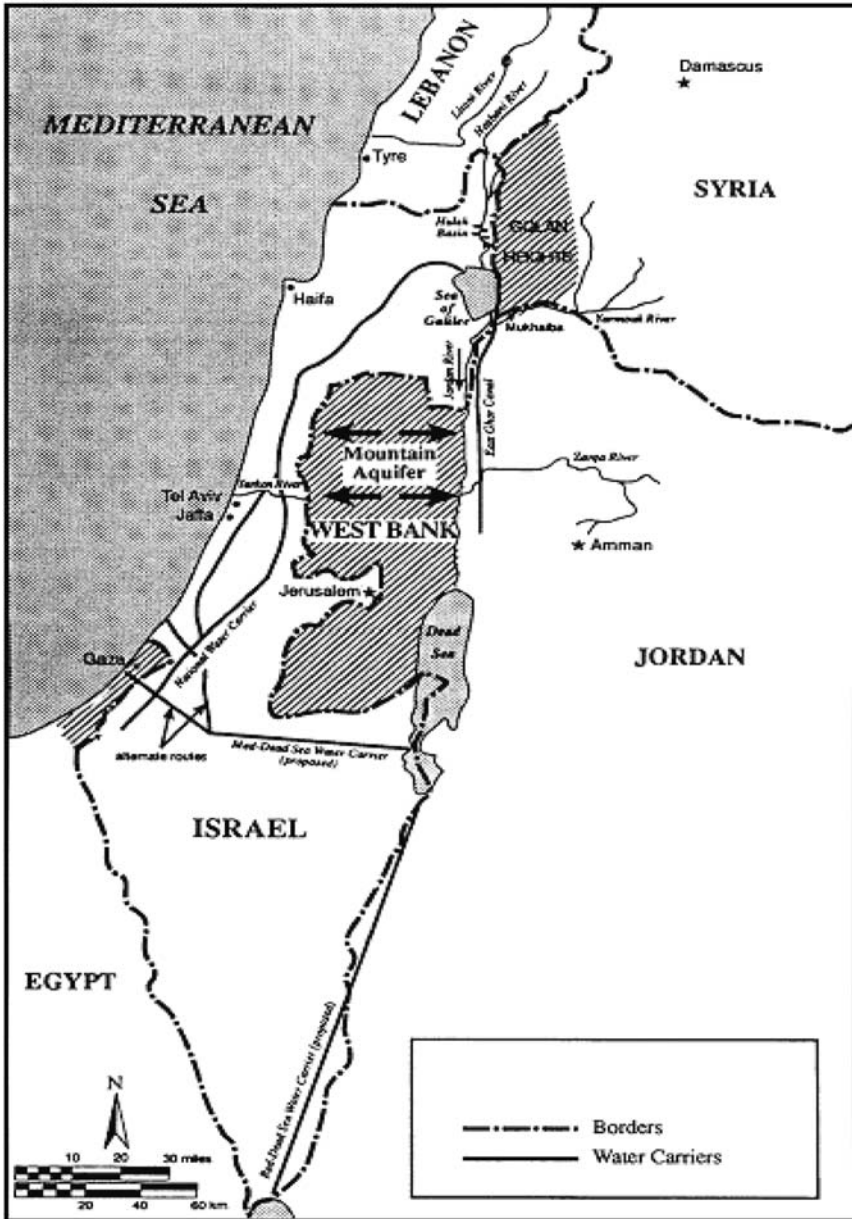 LEBANON
Litani River
Hasbani River
Damascus
MEDITERRANEAN
SEA
Tyre
SYRIA
Huleh
Basin
GOLAN
HEIGHTS
Haifa
Sea
of
Galilee
Mukhaiba
Yarmouk River
Jordan River
East Ghor Canal
Mountain
Aquifer
Zarqa River
Yarkon River
Tel Aviv
Jaffa
WEST BANK
Amman
Jerusalem
Dead
Sea
National Water Carrier
JORDAN
Gaza
alternate routes
Med-Dead Sea Water Carrier
(proposed)
ISRAEL
EGYPT
Red-Dead Sea Water Carrier (proposed)
N
10 20 30 miles
20 40 60 km
Borders
Water Carriers